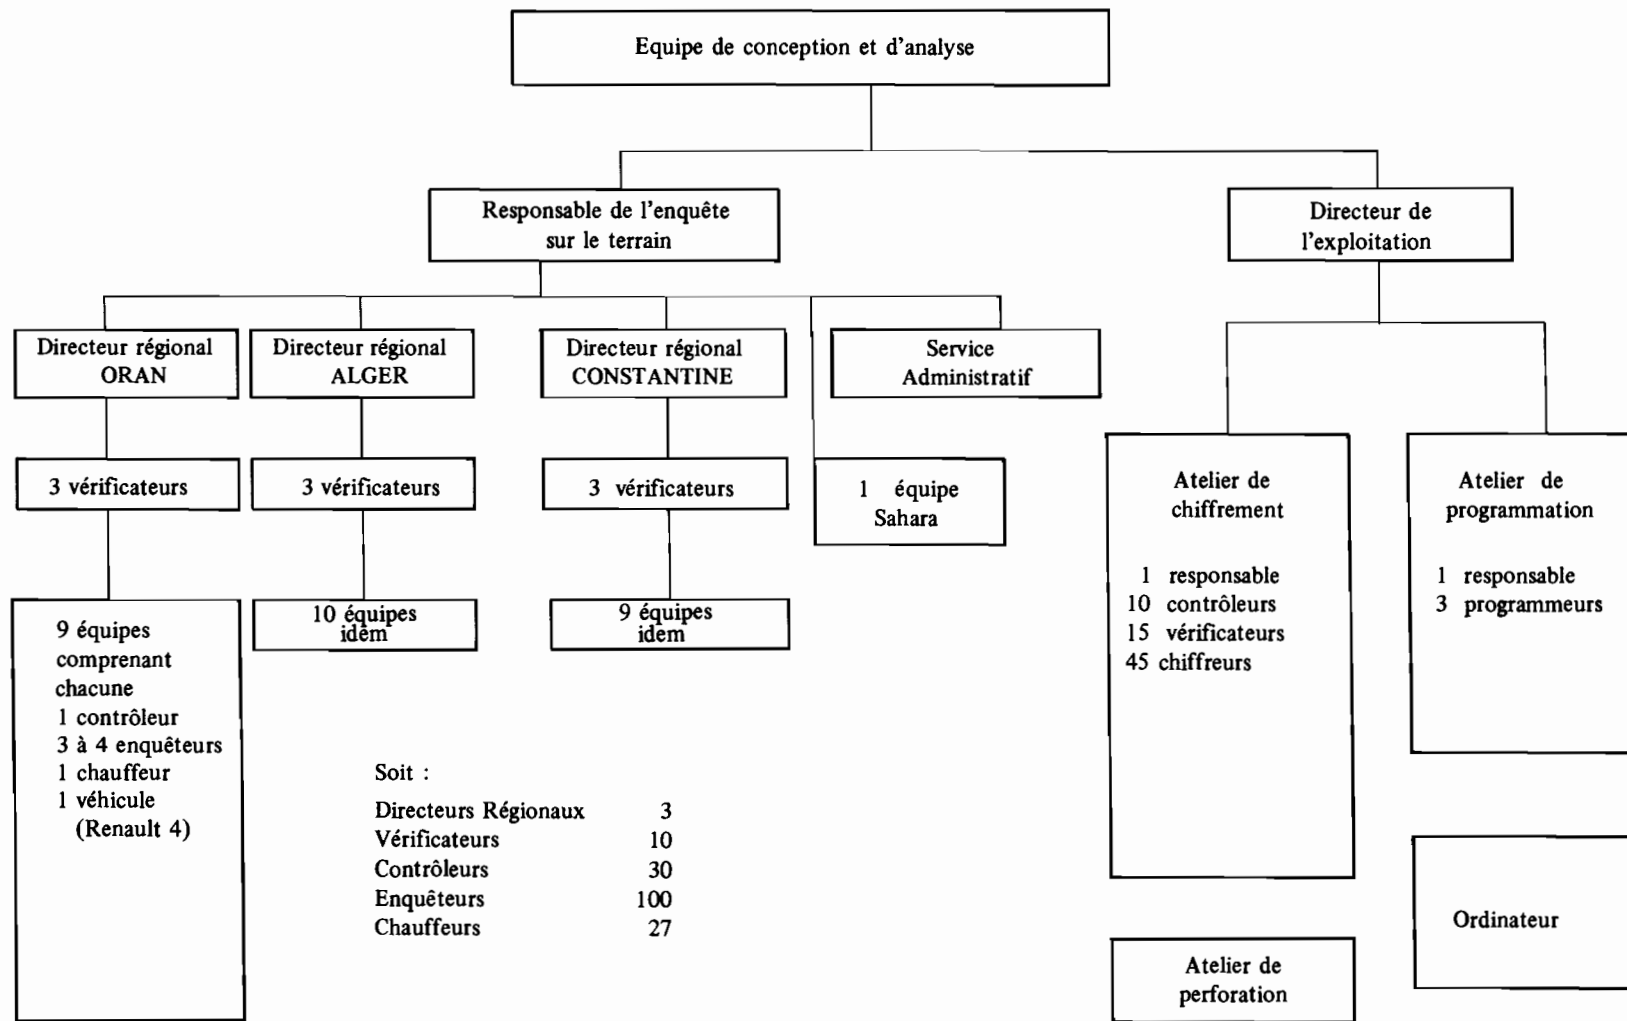 Equipe de conception et d'analyse
Responsable de l'enquête
sur le terrain
Directeur de
l'exploitation
Directeur régional
ORAN
Directeur régional
ALGER
Directeur régional
CONSTANTINE
Service
Administratif
3 vérificateurs
3 vérificateurs
3 vérificateurs
1 équipe
Sahara
9 équipes
comprenant
chacune
1 contrôleur
3 à 4 enquêteurs
1 chauffeur
1 véhicule
(Renault 4)
10 équipes
idem
9 équipes
idem
Atelier de
chiffrement
1 responsable
10 contrôleurs
15 vérificateurs
45 chiffreurs
Atelier de
programmation
1 responsable
3 programmeurs
Soit :
Directeurs Régionaux 3
Vérificateurs 10
Contrôleurs 30
Enquêteurs 100
Chauffeurs 27
Atelier de
perforation
Ordinateur